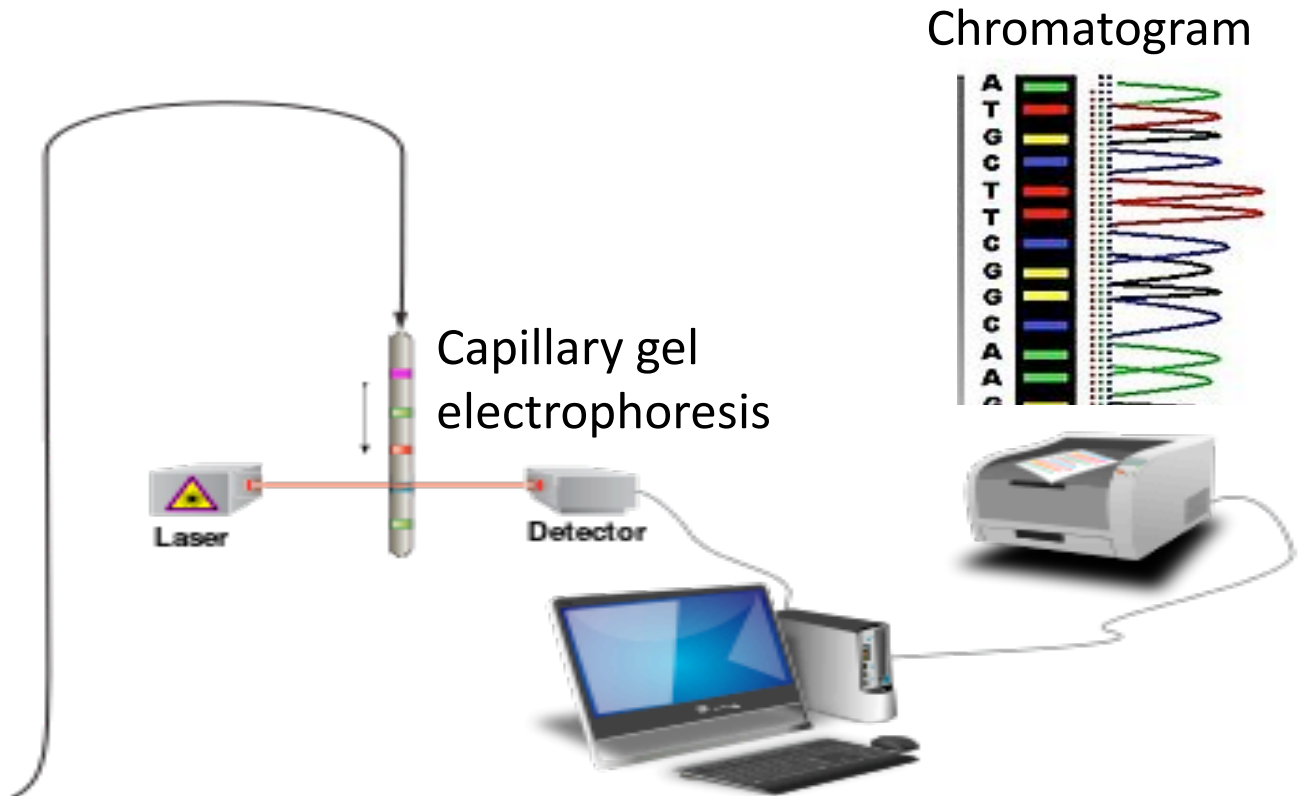 Chromatogram
A
T
G
C
T
T
C
G
G
C
A
A
G
Capillary gel
electrophoresis
Laser
Detector